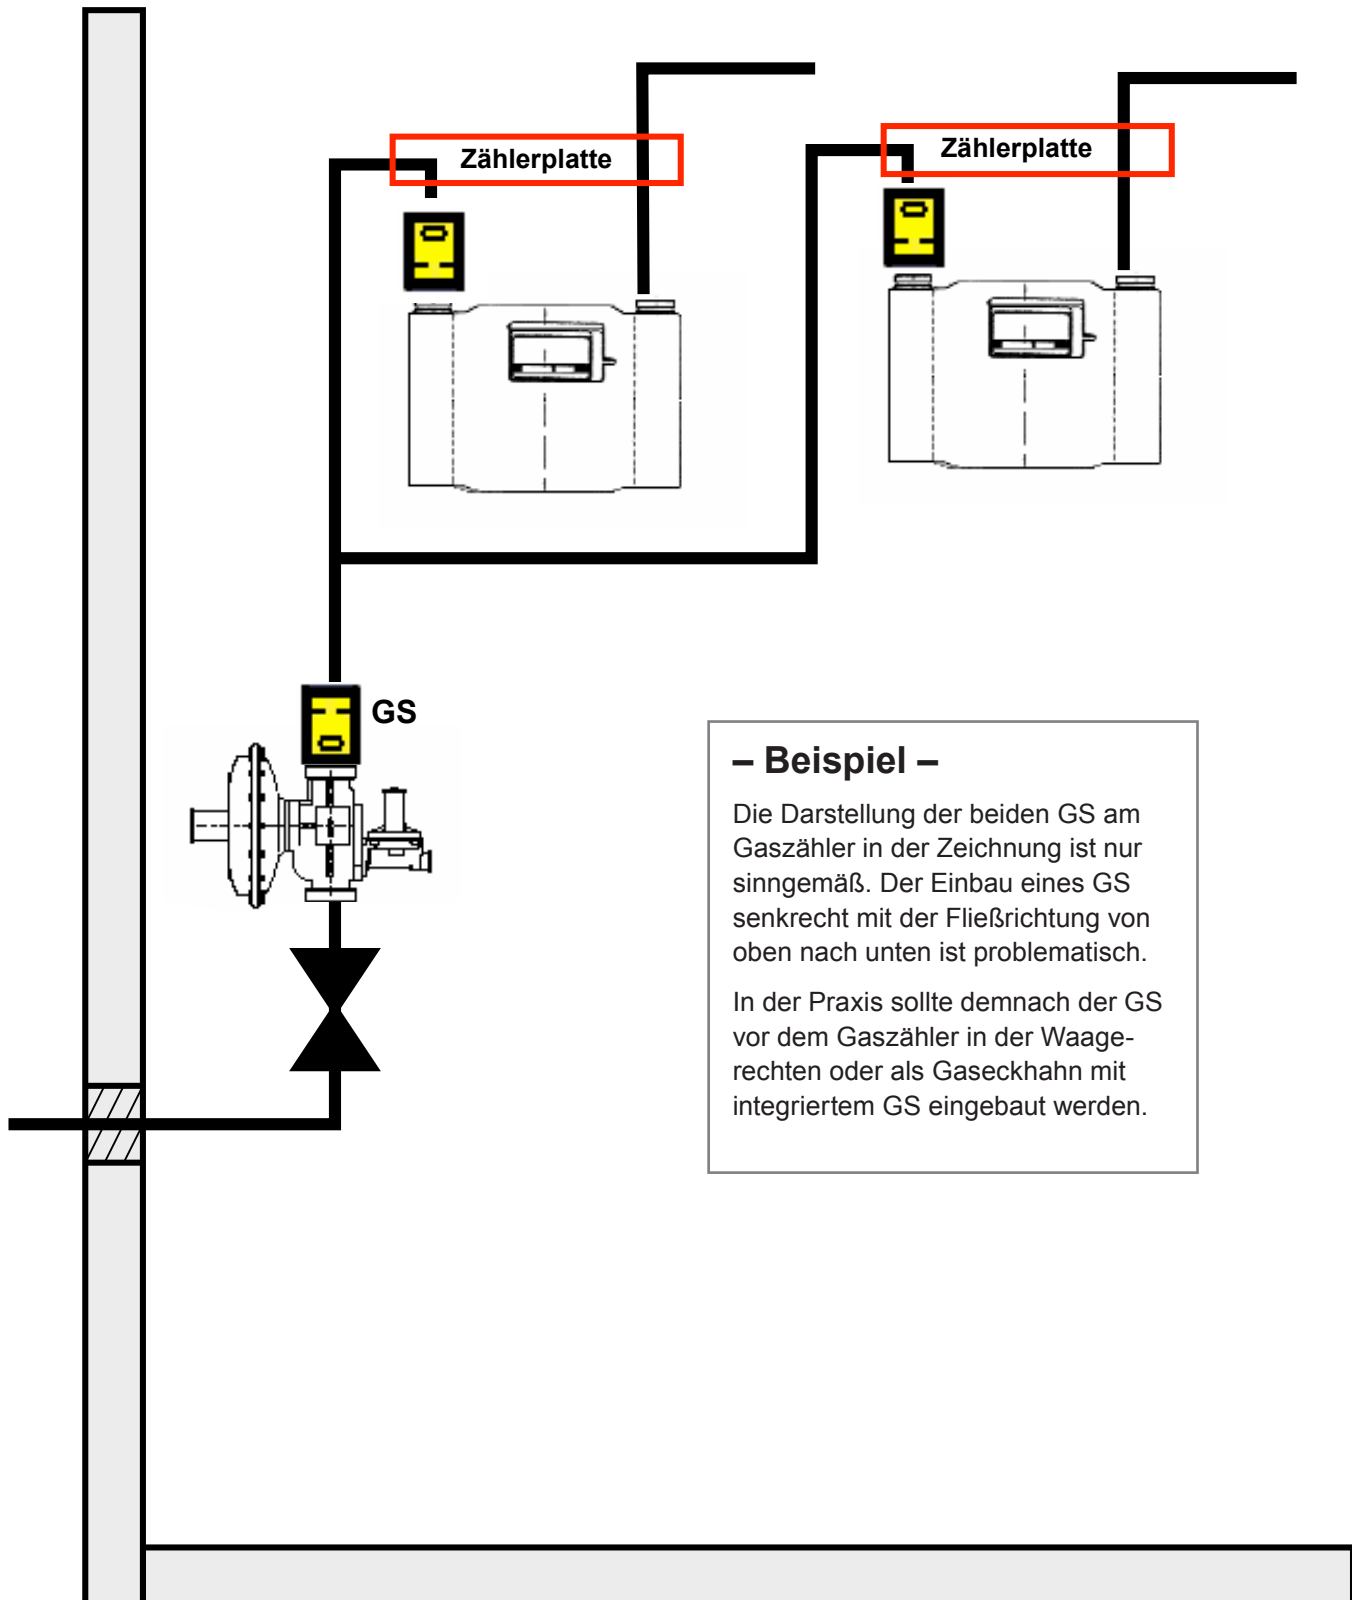 Zählerplatte
Zählerplatte
GS
– Beispiel –
Die Darstellung der beiden GS am
Gaszähler in der Zeichnung ist nur
sinngemäß. Der Einbau eines GS
senkrecht mit der Fließrichtung von
oben nach unten ist problematisch.
In der Praxis sollte demnach der GS
vor dem Gaszähler in der Waage-
rechten oder als Gaseckhahn mit
integriertem GS eingebaut werden.